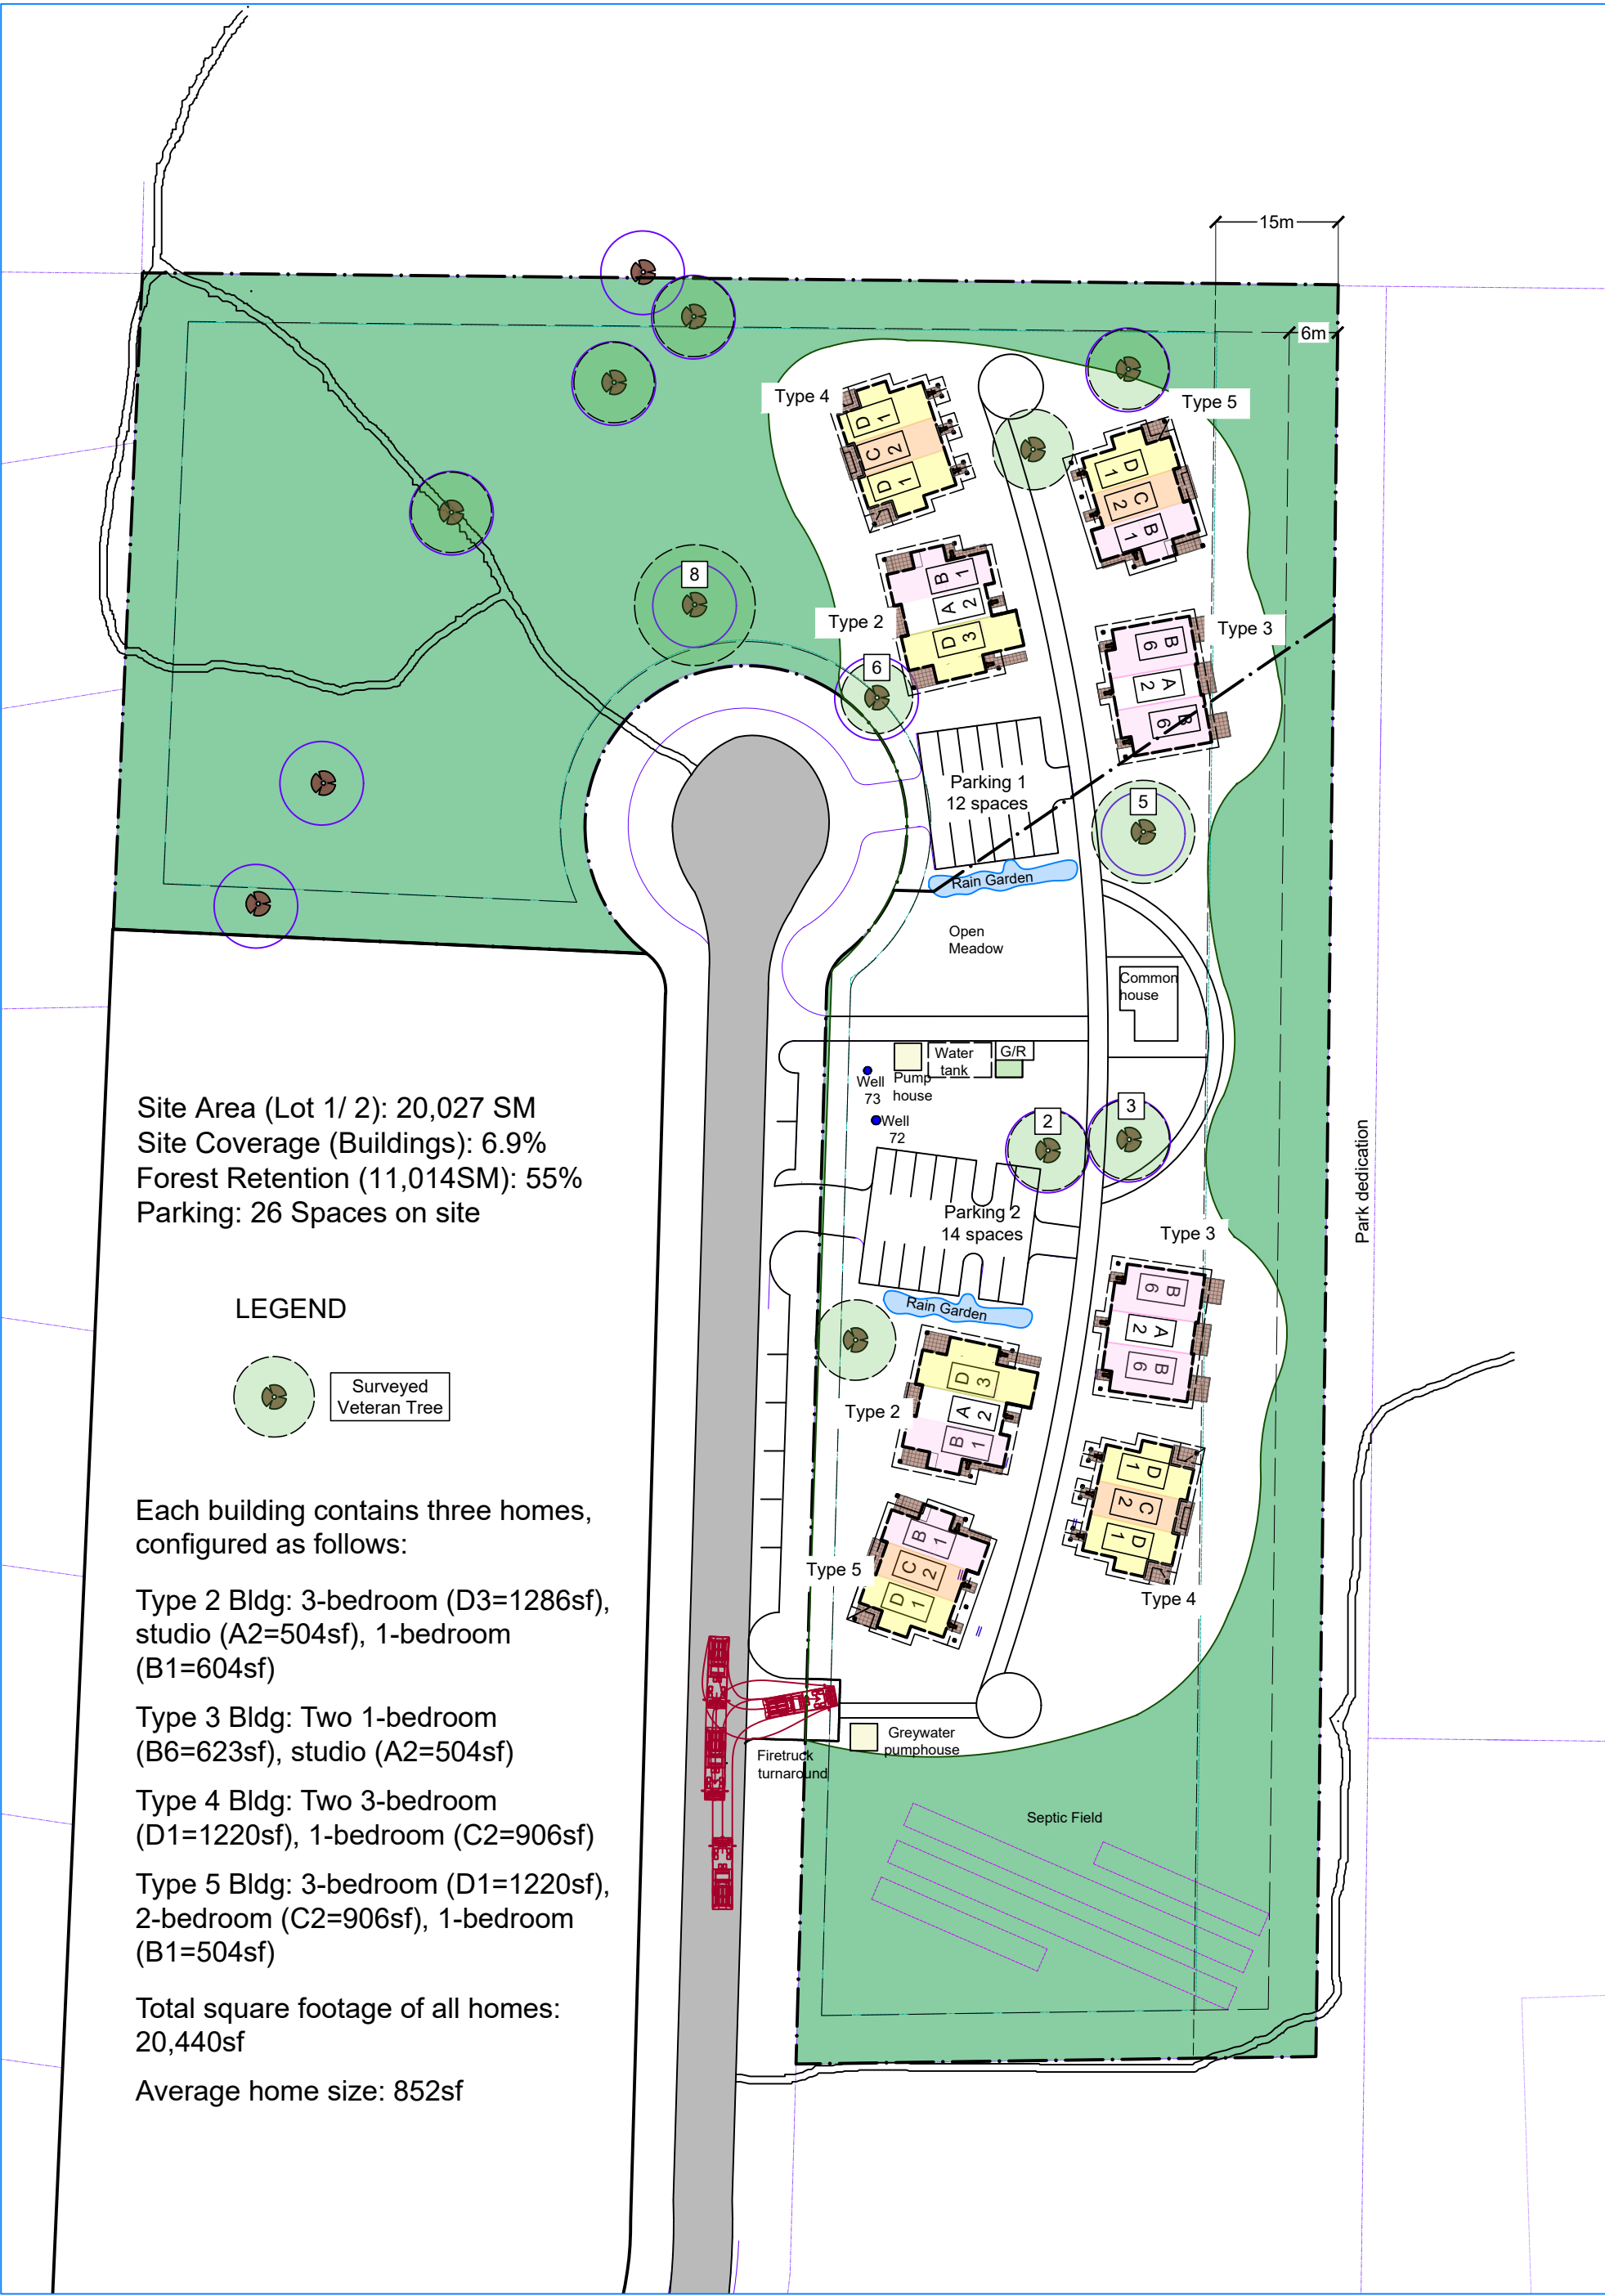 15m
6m
Type 4
Type 5
D 1
C 2
D 1
D 1
C 2
B 1
8
B 1
A 2
D 3
Type 2
6
B 6
A 2
B 6
Type 3
Parking 1
12 spaces
5
Rain Garden
Open
Meadow
Common
house
Water
tank
G/R
Pump
house
Well
73
Well
72
2
3
Site Area (Lot 1/ 2): 20,027 SM
Site Coverage (Buildings): 6.9%
Forest Retention (11,014SM): 55%
Parking: 26 Spaces on site
Park dedication
Parking 2
14 spaces
Type 3
LEGEND
Surveyed
Veteran Tree
Rain Garden
B 6
A 2
B 6
D 3
A 2
B 1
Type 2
D 1
C 2
D 1
Type 4
B 1
C 2
D 1
Type 5
Each building contains three homes,
configured as follows:
Type 2 Bldg: 3-bedroom (D3=1286sf),
studio (A2=504sf), 1-bedroom
(B1=604sf)
Type 3 Bldg: Two 1-bedroom
(B6=623sf), studio (A2=504sf)
Type 4 Bldg: Two 3-bedroom
(D1=1220sf), 1-bedroom (C2=906sf)
Type 5 Bldg: 3-bedroom (D1=1220sf),
2-bedroom (C2=906sf), 1-bedroom
(B1=504sf)
Total square footage of all homes:
20,440sf
Average home size: 852sf
Greywater
pumphouse
Firetruck
turnaround
Septic Field